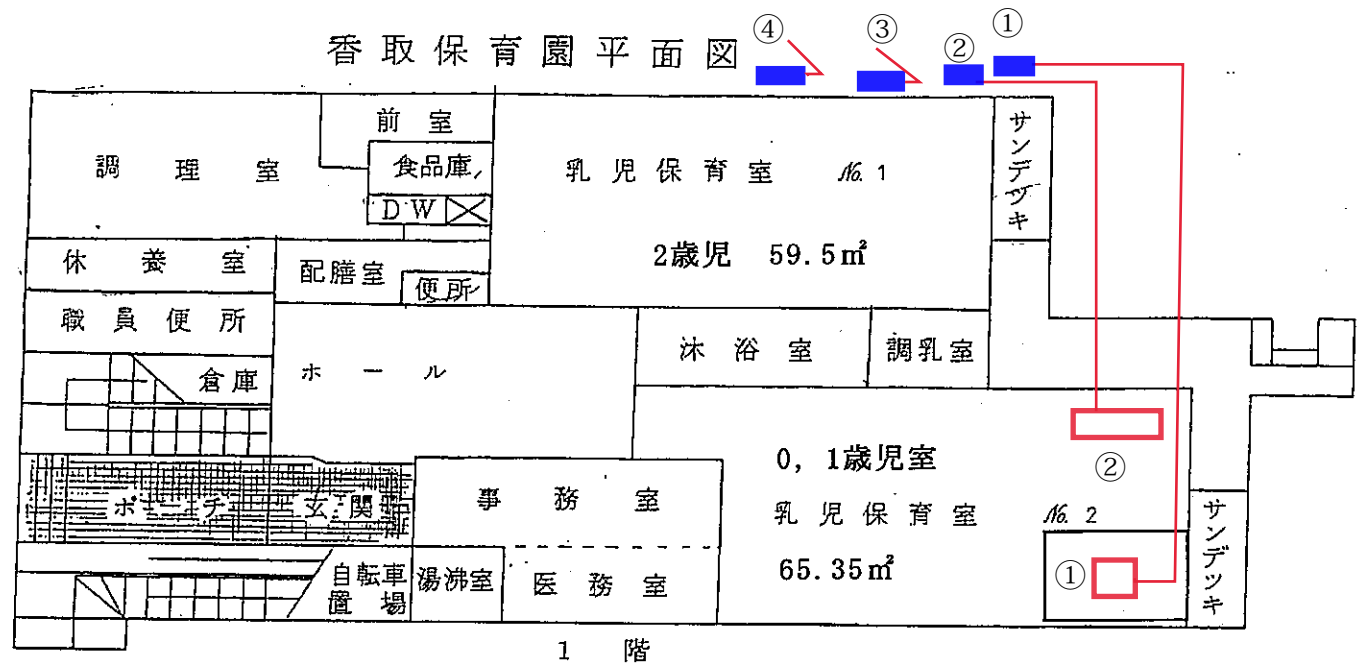 香取保育園平面図
④
③
②
①
前室
調理室
食品庫
DW
乳児保育室 No. 1
サンデッキ
2歳児 59.5㎡
休養室
配膳室
便所
職員便所
沐浴室
調乳室
倉庫
ホール
0, 1歳児室
②
ポーチ
玄関
事務室
乳児保育室 No. 2
サンデッキ
自転車
置場
湯沸室
医務室
65.35㎡
①
1 階